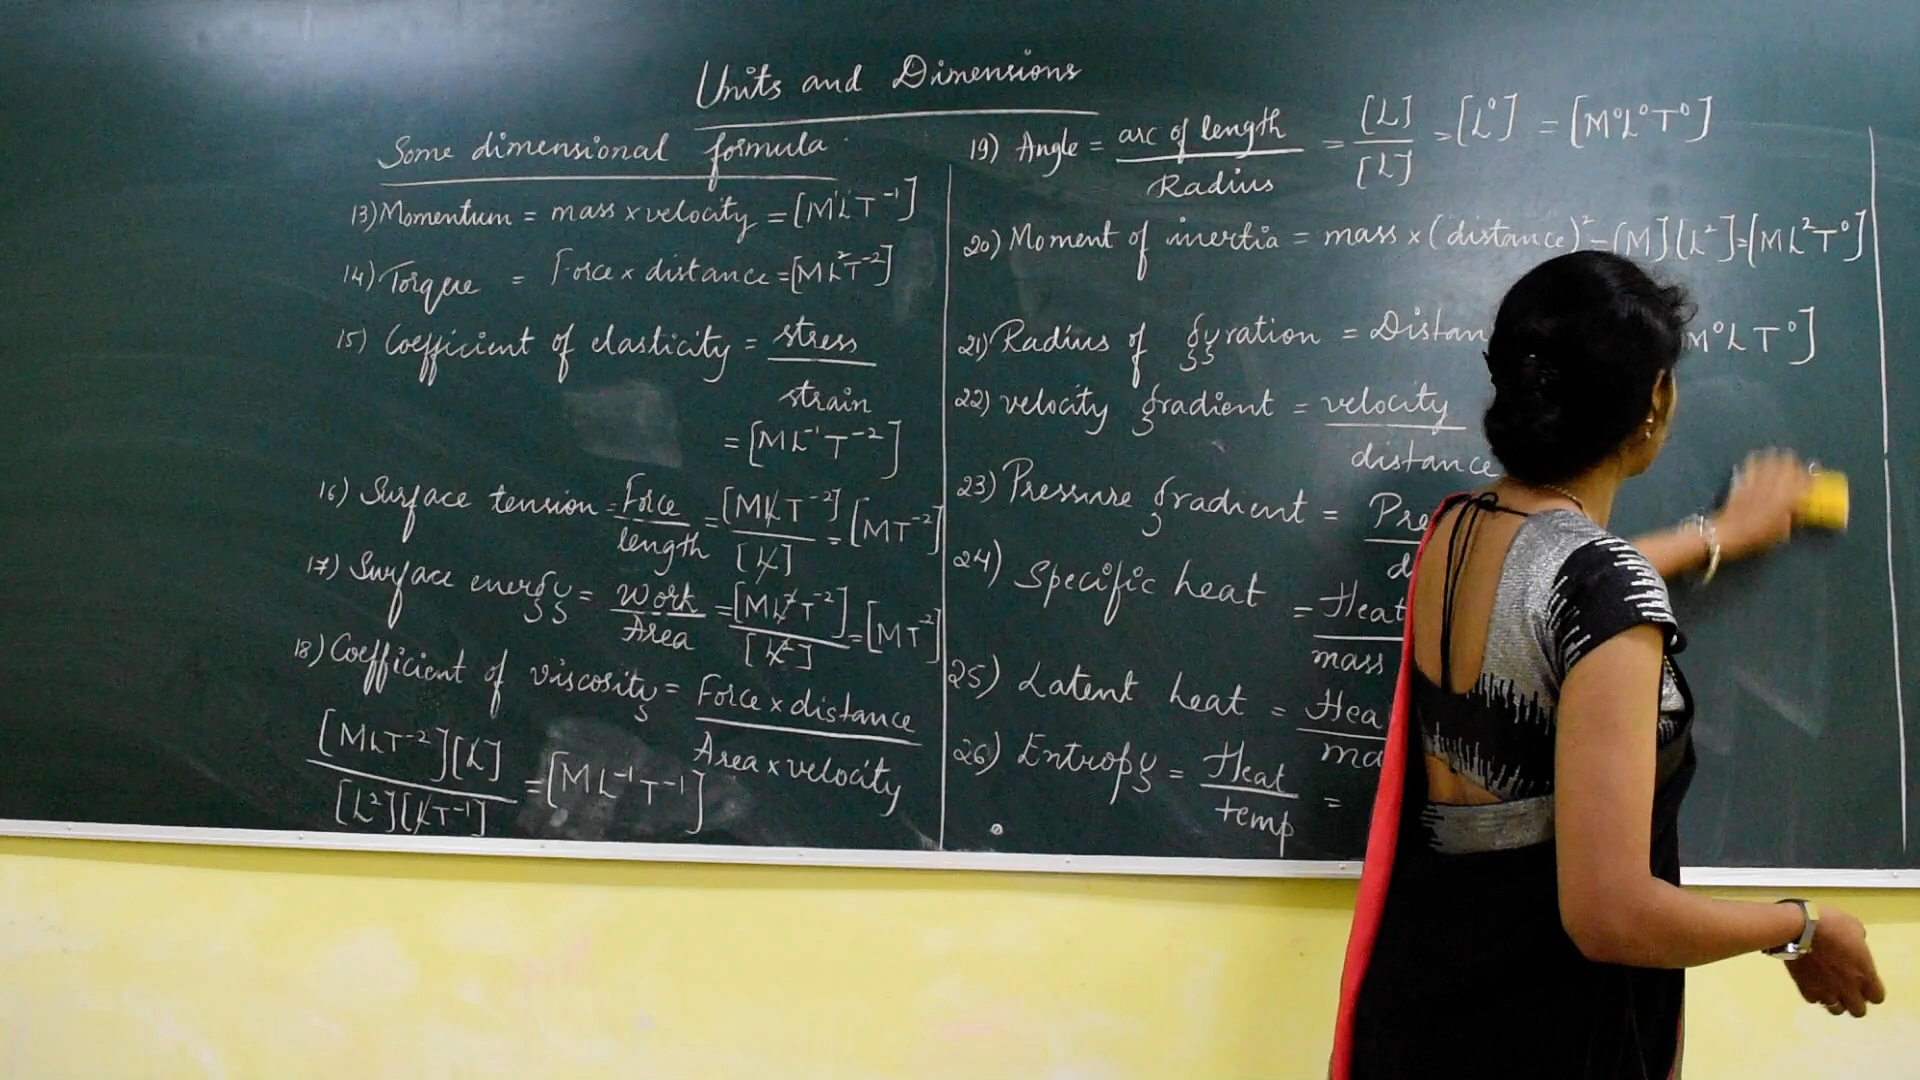 Units and Dimensions
Some dimensional formula
13) Momentum = mass x velocity = [M¹L¹T⁻¹]
14) Torque = Force x distance = [ML²T⁻²]
15) Coefficient of elasticity = stress
strain
= [ML⁻¹T⁻²]
16) Surface tension = Force / length = [MLT⁻²] / [L] = [MT⁻²]
17) Surface energy = Work / Area = [ML²T⁻²] / [L²] = [MT⁻²]
18) Coefficient of viscosity = Force x distance
Area x velocity
[MLT⁻²][L] / [L²][LT⁻¹] = [ML⁻¹T⁻¹]
19) Angle = arc of length / Radius = [L] / [L] = [L⁰] = [M⁰L⁰T⁰]
20) Moment of inertia = mass x (distance)² = [M][L²] = [ML²T⁰]
21) Radius of gyration = Distan M⁰LT⁰]
22) velocity gradient = velocity
distance
23) Pressure gradient = Pre
d
24) Specific heat = Heat
mass
25) Latent heat = Hea
ma
26) Entropy = Heat / temp =